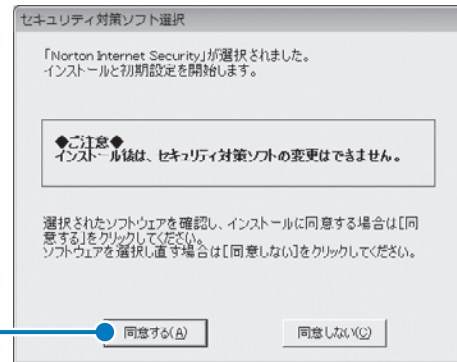 セキュリティ対策ソフト選択
「Norton Internet Security」が選択されました。
インストールと初期設定を開始します。
◆ご注意◆
インストール後は、セキュリティ対策ソフトの変更はできません。
選択されたソフトウェアを確認し、インストールに同意する場合は[同
意する]をクリックしてください。
ソフトウェアを選択し直す場合は[同意しない]をクリックしてください。
同意する(A)
同意しない(C)